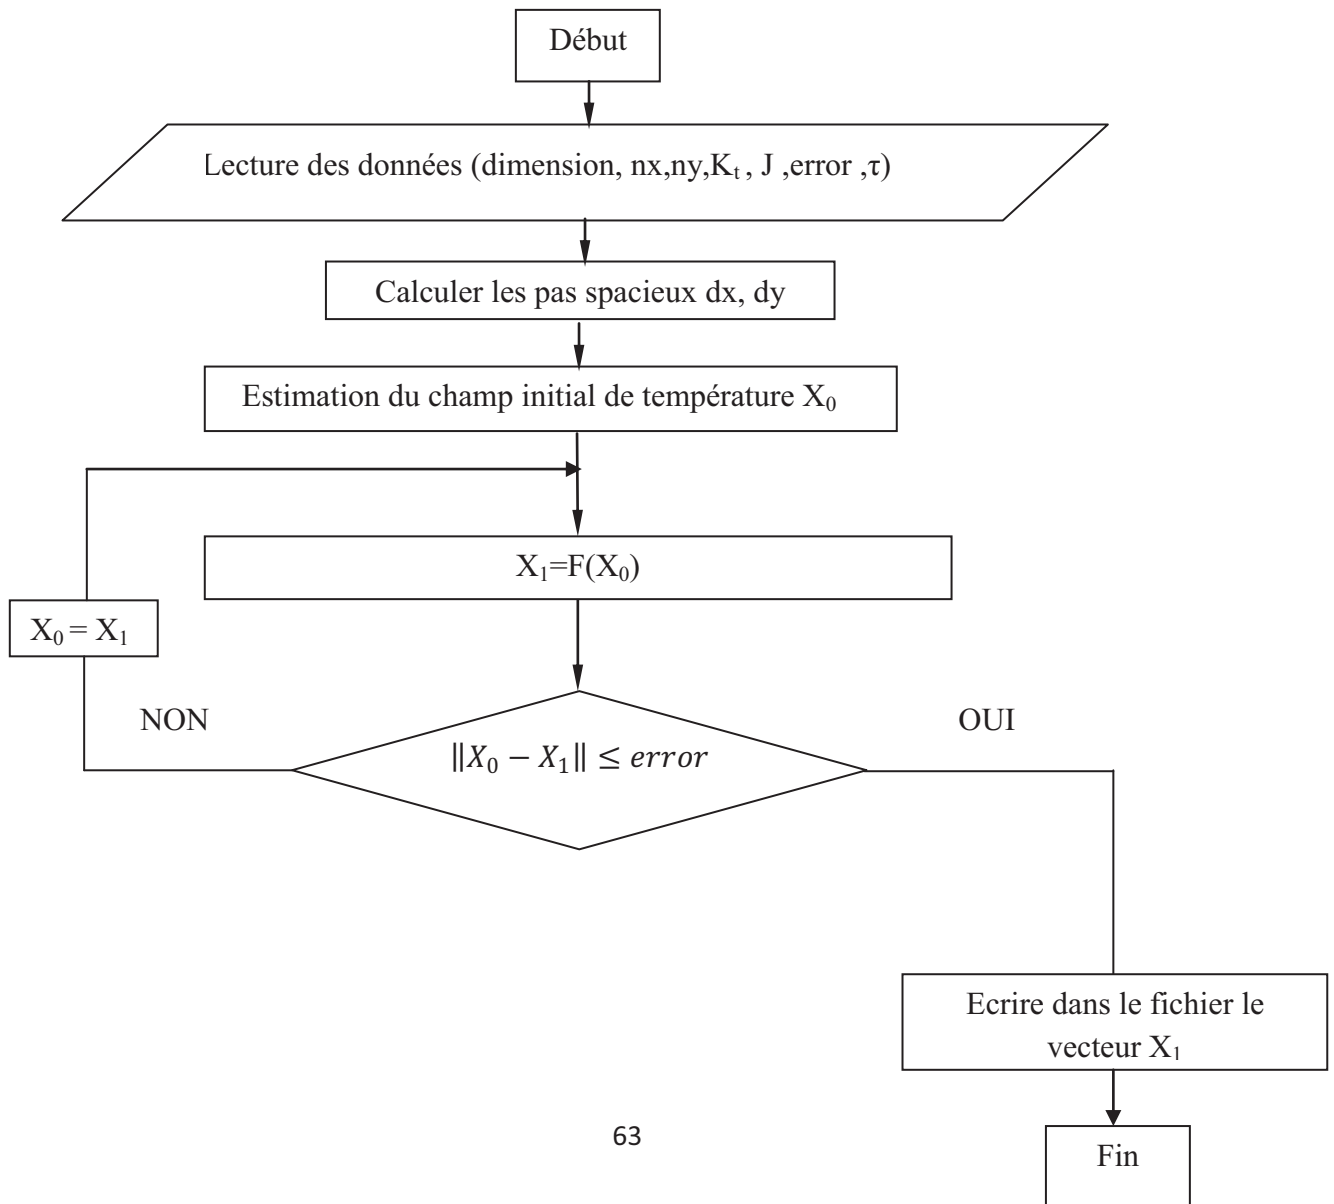 Début
Lecture des données (dimension, nx,ny,Kₜ , J ,error ,τ)
Calculer les pas spacieux dx, dy
Estimation du champ initial de température X₀
X₁=F(X₀)
X₀ = X₁
NON
OUI
‖X₀ − X₁‖ ≤ error
Ecrire dans le fichier le
vecteur X₁
Fin
63